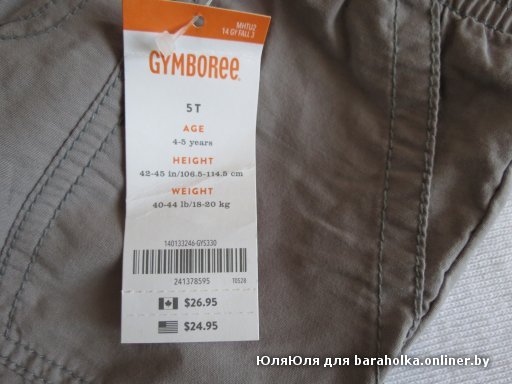 MHTU2
14 GY FALL 3
GYMBORee
5T
AGE
4-5 years
HEIGHT
42-45 in/106.5-114.5 cm
WEIGHT
40-44 lb/18-20 kg
140133246-GYS330
241378595 T0528
$26.95
$24.95
ЮляЮля для baraholka.onliner.by